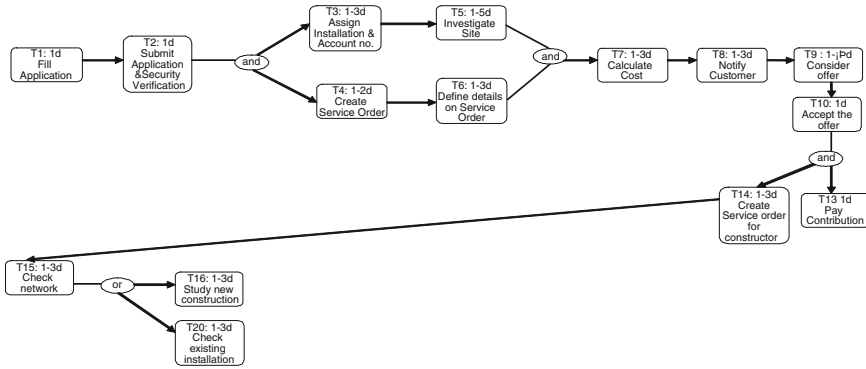 T1: 1d
Fill
Application
T2: 1d
Submit
Application
&Security
Verification
and
T3: 1-3d
Assign
Installation &
Account no.
T4: 1-2d
Create
Service Order
T5: 1-5d
Investigate
Site
T6: 1-3d
Define details
on Service
Order
and
T7: 1-3d
Calculate
Cost
T8: 1-3d
Notify
Customer
T9 : 1-¡Þd
Consider
offer
T10: 1d
Accept the
offer
and
T14: 1-3d
Create
Service order
for
constructor
T13 1d
Pay
Contribution
T15: 1-3d
Check
network
or
T16: 1-3d
Study new
construction
T20: 1-3d
Check
existing
installation